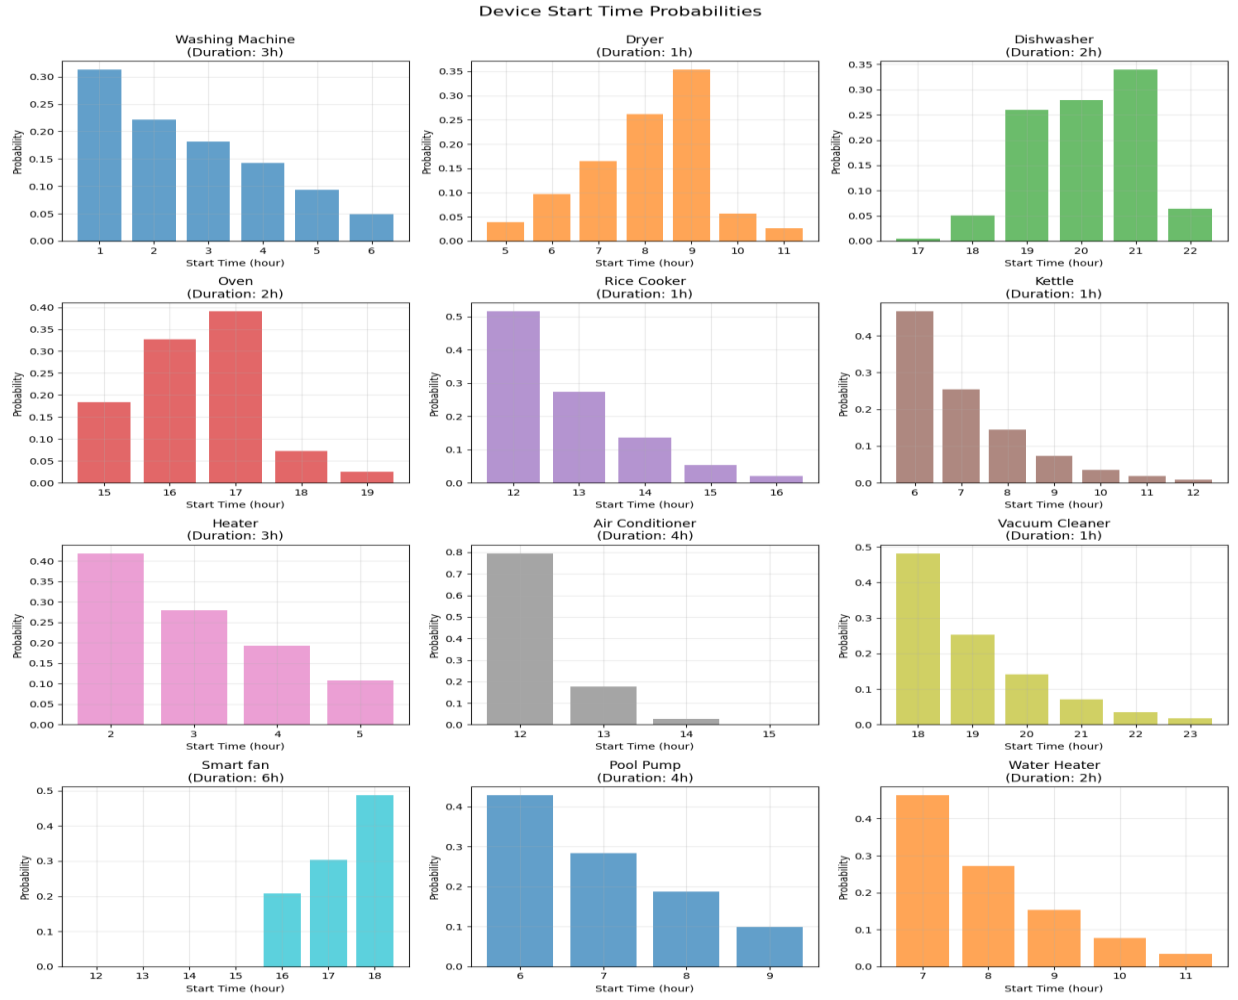 Device Start Time Probabilities
Washing Machine
(Duration: 3h)
Probability
0.30
0.25
0.20
0.15
0.10
0.05
0.00
1 2 3 4 5 6
Start Time (hour)
Dryer
(Duration: 1h)
Probability
0.35
0.30
0.25
0.20
0.15
0.10
0.05
0.00
5 6 7 8 9 10 11
Start Time (hour)
Dishwasher
(Duration: 2h)
Probability
0.35
0.30
0.25
0.20
0.15
0.10
0.05
0.00
17 18 19 20 21 22
Start Time (hour)
Oven
(Duration: 2h)
Probability
0.40
0.35
0.30
0.25
0.20
0.15
0.10
0.05
0.00
15 16 17 18 19
Start Time (hour)
Rice Cooker
(Duration: 1h)
Probability
0.5
0.4
0.3
0.2
0.1
0.0
12 13 14 15 16
Start Time (hour)
Kettle
(Duration: 1h)
Probability
0.4
0.3
0.2
0.1
0.0
6 7 8 9 10 11 12
Start Time (hour)
Heater
(Duration: 3h)
Probability
0.40
0.35
0.30
0.25
0.20
0.15
0.10
0.05
0.00
2 3 4 5
Start Time (hour)
Air Conditioner
(Duration: 4h)
Probability
0.8
0.7
0.6
0.5
0.4
0.3
0.2
0.1
0.0
12 13 14 15
Start Time (hour)
Vacuum Cleaner
(Duration: 1h)
Probability
0.5
0.4
0.3
0.2
0.1
0.0
18 19 20 21 22 23
Start Time (hour)
Smart fan
(Duration: 6h)
Probability
0.5
0.4
0.3
0.2
0.1
0.0
12 13 14 15 16 17 18
Start Time (hour)
Pool Pump
(Duration: 4h)
Probability
0.4
0.3
0.2
0.1
0.0
6 7 8 9
Start Time (hour)
Water Heater
(Duration: 2h)
Probability
0.4
0.3
0.2
0.1
0.0
7 8 9 10 11
Start Time (hour)